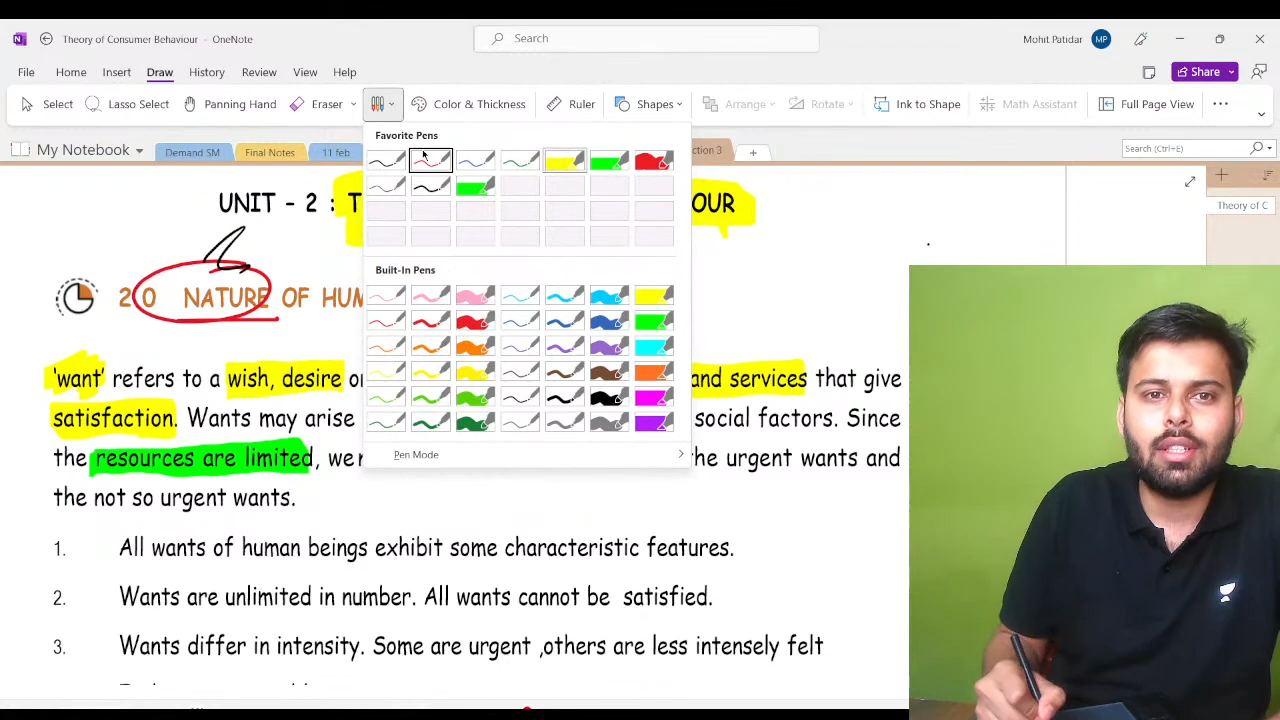 Theory of Consumer Behaviour - OneNote
Search
Mohit Patidar
MP
File Home Insert Draw History Review View Help
Share
Select Lasso Select Panning Hand Eraser Color & Thickness Ruler Shapes Arrange Rotate Ink to Shape Math Assistant Full Page View
My Notebook Demand SM Final Notes 11 feb ction 3 Search (Ctrl+E)
Favorite Pens
Built-In Pens
Pen Mode
Theory of C
UNIT - 2 : T OUR
2 0 NATURE OF HUM
'want' refers to a wish, desire or and services that give
satisfaction. Wants may arise social factors. Since
the resources are limited, we the urgent wants and
the not so urgent wants.
1. All wants of human beings exhibit some characteristic features.
2. Wants are unlimited in number. All wants cannot be satisfied.
3. Wants differ in intensity. Some are urgent ,others are less intensely felt